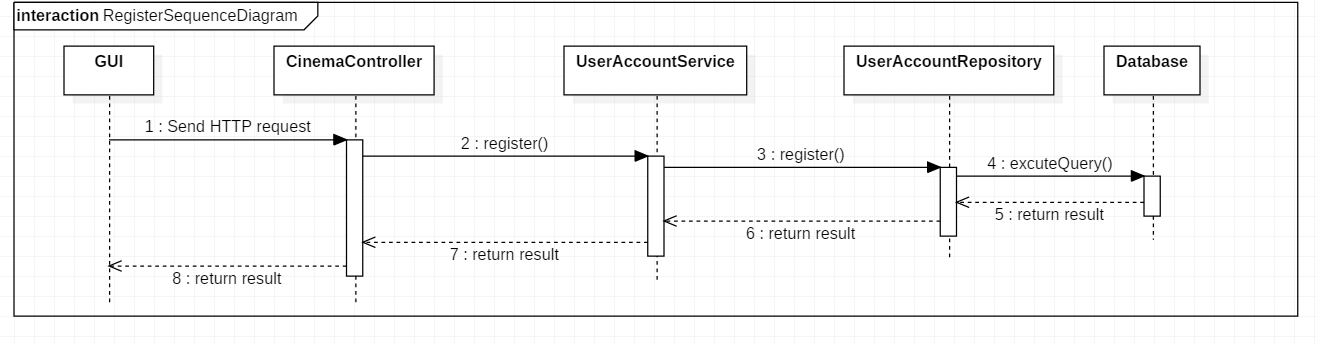 interaction RegisterSequenceDiagram
GUI
CinemaController
UserAccountService
UserAccountRepository
Database
1 : Send HTTP request
2 : register()
3 : register()
4 : excuteQuery()
5 : return result
6 : return result
7 : return result
8 : return result